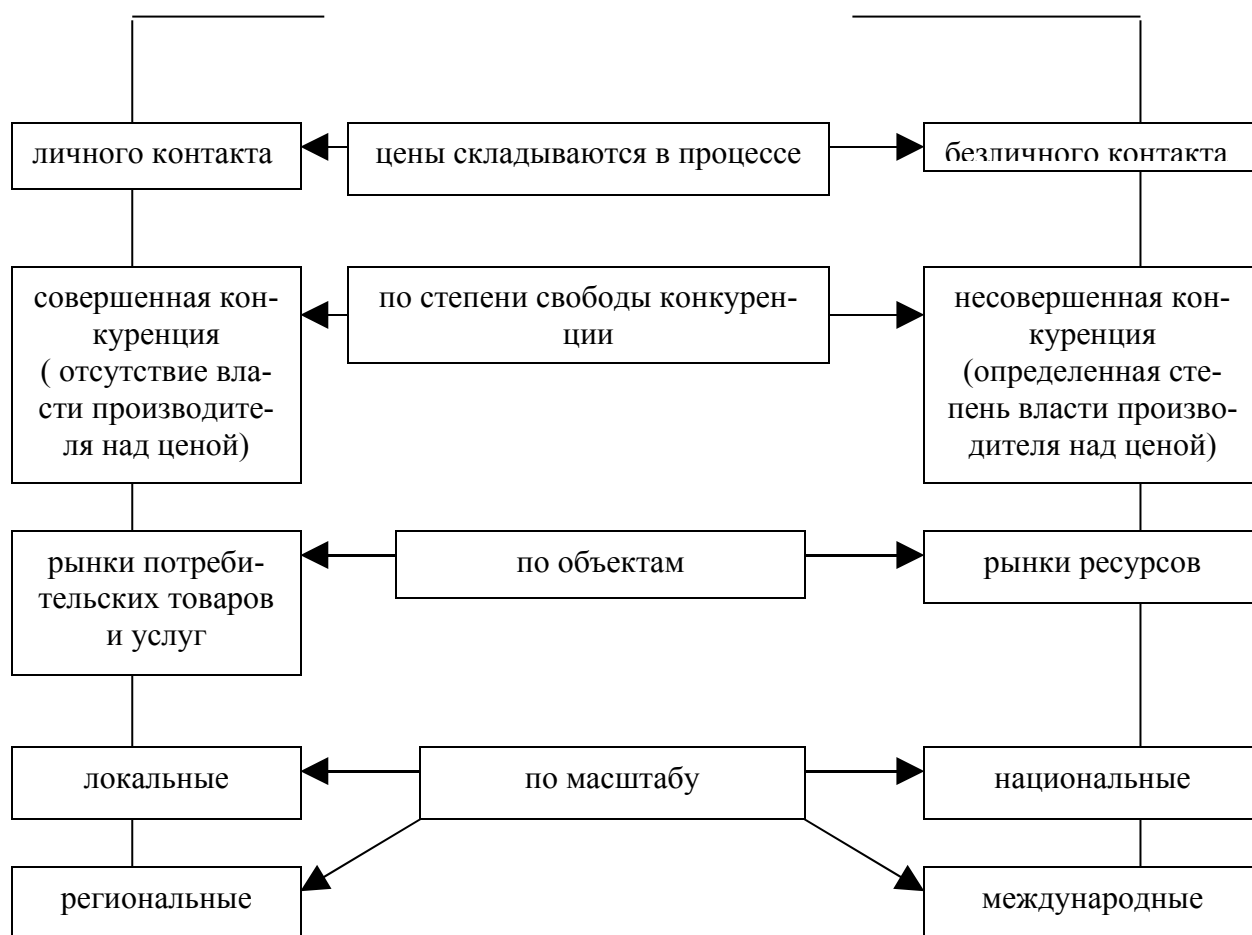 личного контакта
цены складываются в процессе
безличного контакта
совершенная кон-
куренция
( отсутствие вла-
сти производите-
ля над ценой)
по степени свободы конкурен-
ции
несовершенная кон-
куренция
(определенная сте-
пень власти произво-
дителя над ценой)
рынки потреби-
тельских товаров
и услуг
по объектам
рынки ресурсов
локальные
по масштабу
национальные
региональные
международные